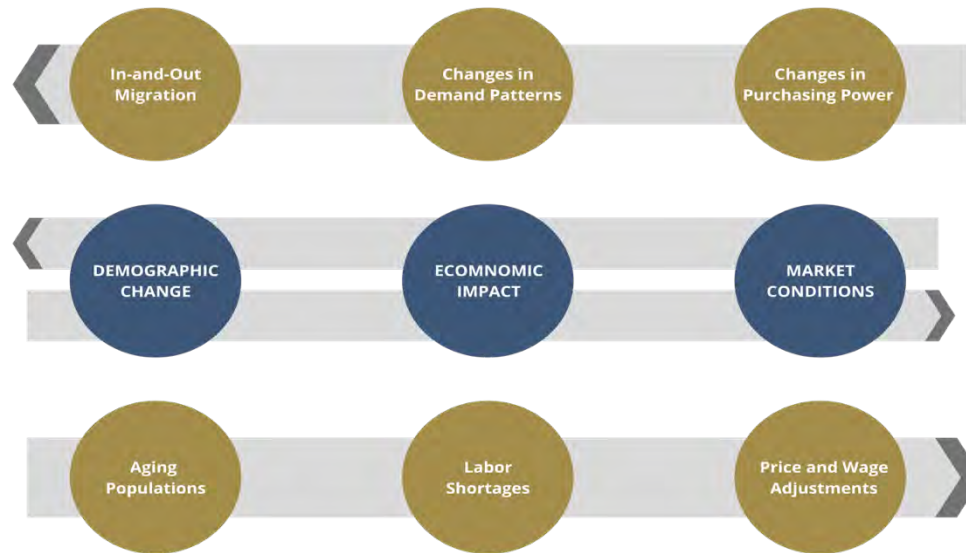 In-and-Out
Migration
Changes in
Demand Patterns
Changes in
Purchasing Power
DEMOGRAPHIC
CHANGE
ECOMNOMIC
IMPACT
MARKET
CONDITIONS
Aging
Populations
Labor
Shortages
Price and Wage
Adjustments